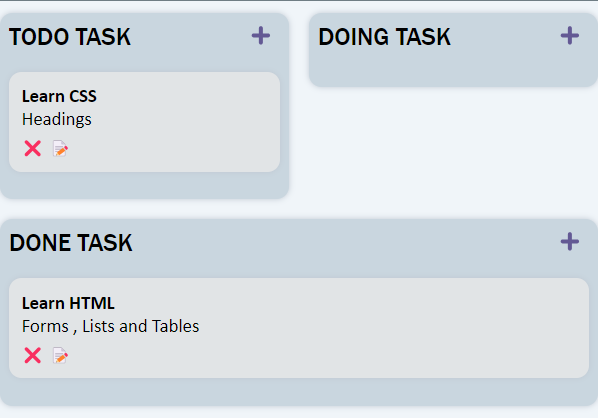 TODO TASK
DOING TASK
Learn CSS
Headings
DONE TASK
Learn HTML
Forms , Lists and Tables